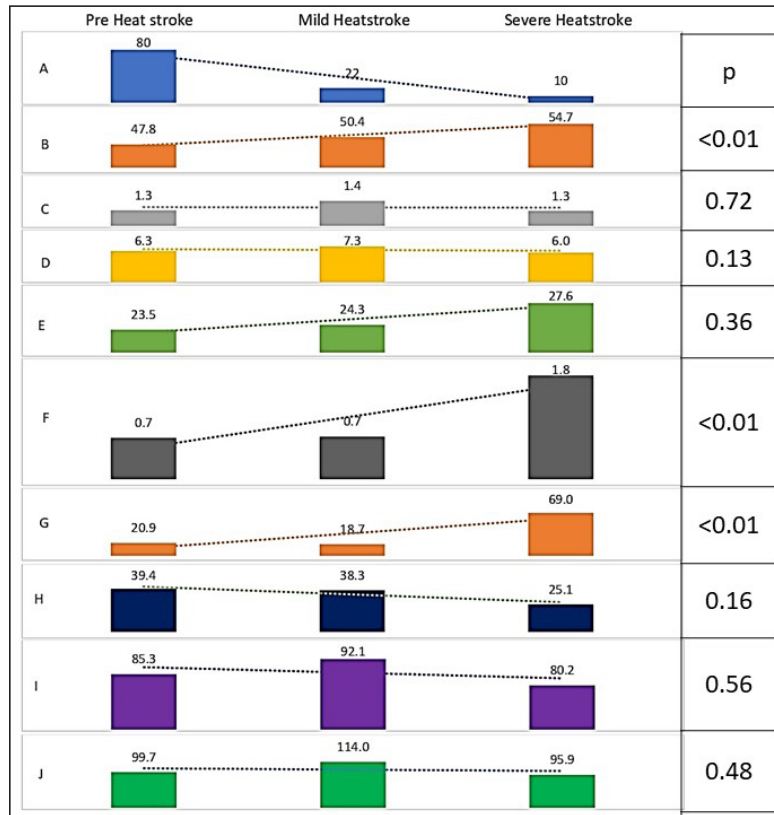 Pre Heat stroke Mild Heatstroke Severe Heatstroke
A 80 22 10 p
B 47.8 50.4 54.7 <0.01
C 1.3 1.4 1.3 0.72
D 6.3 7.3 6.0 0.13
E 23.5 24.3 27.6 0.36
F 0.7 0.7 1.8 <0.01
G 20.9 18.7 69.0 <0.01
H 39.4 38.3 25.1 0.16
I 85.3 92.1 80.2 0.56
J 99.7 114.0 95.9 0.48